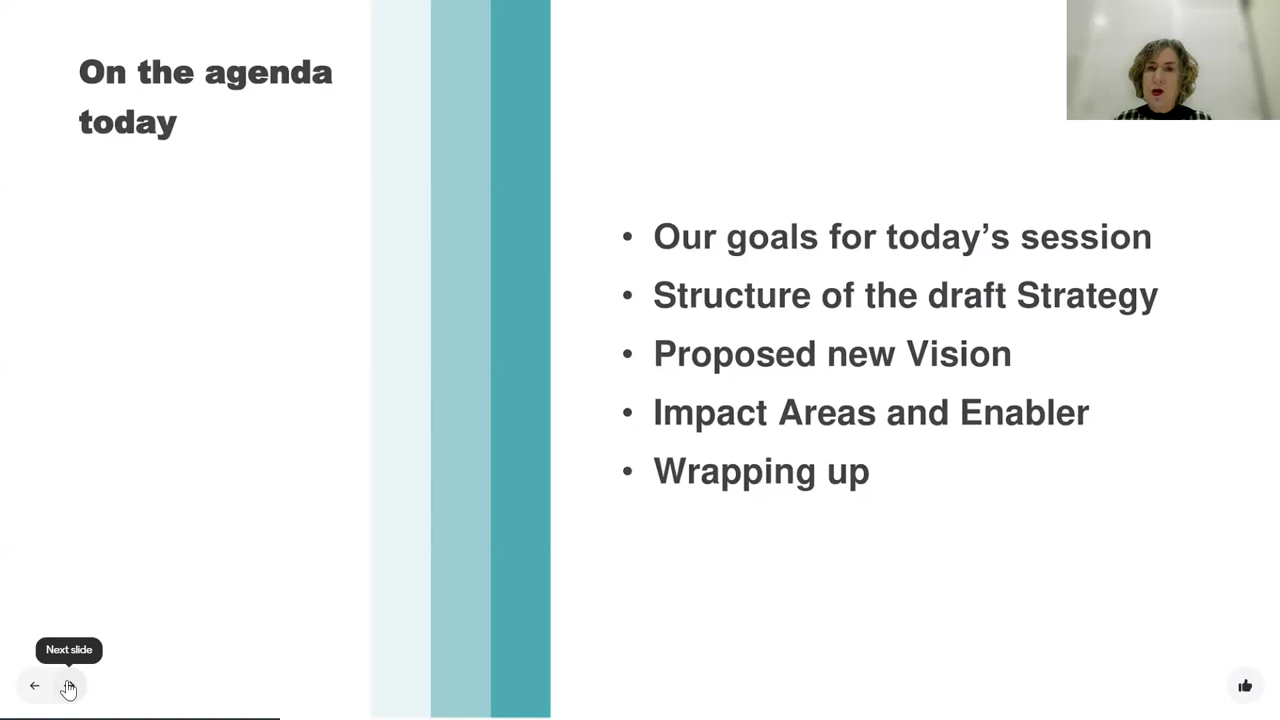 On the agenda
today
• Our goals for today’s session
• Structure of the draft Strategy
• Proposed new Vision
• Impact Areas and Enabler
• Wrapping up
Next slide